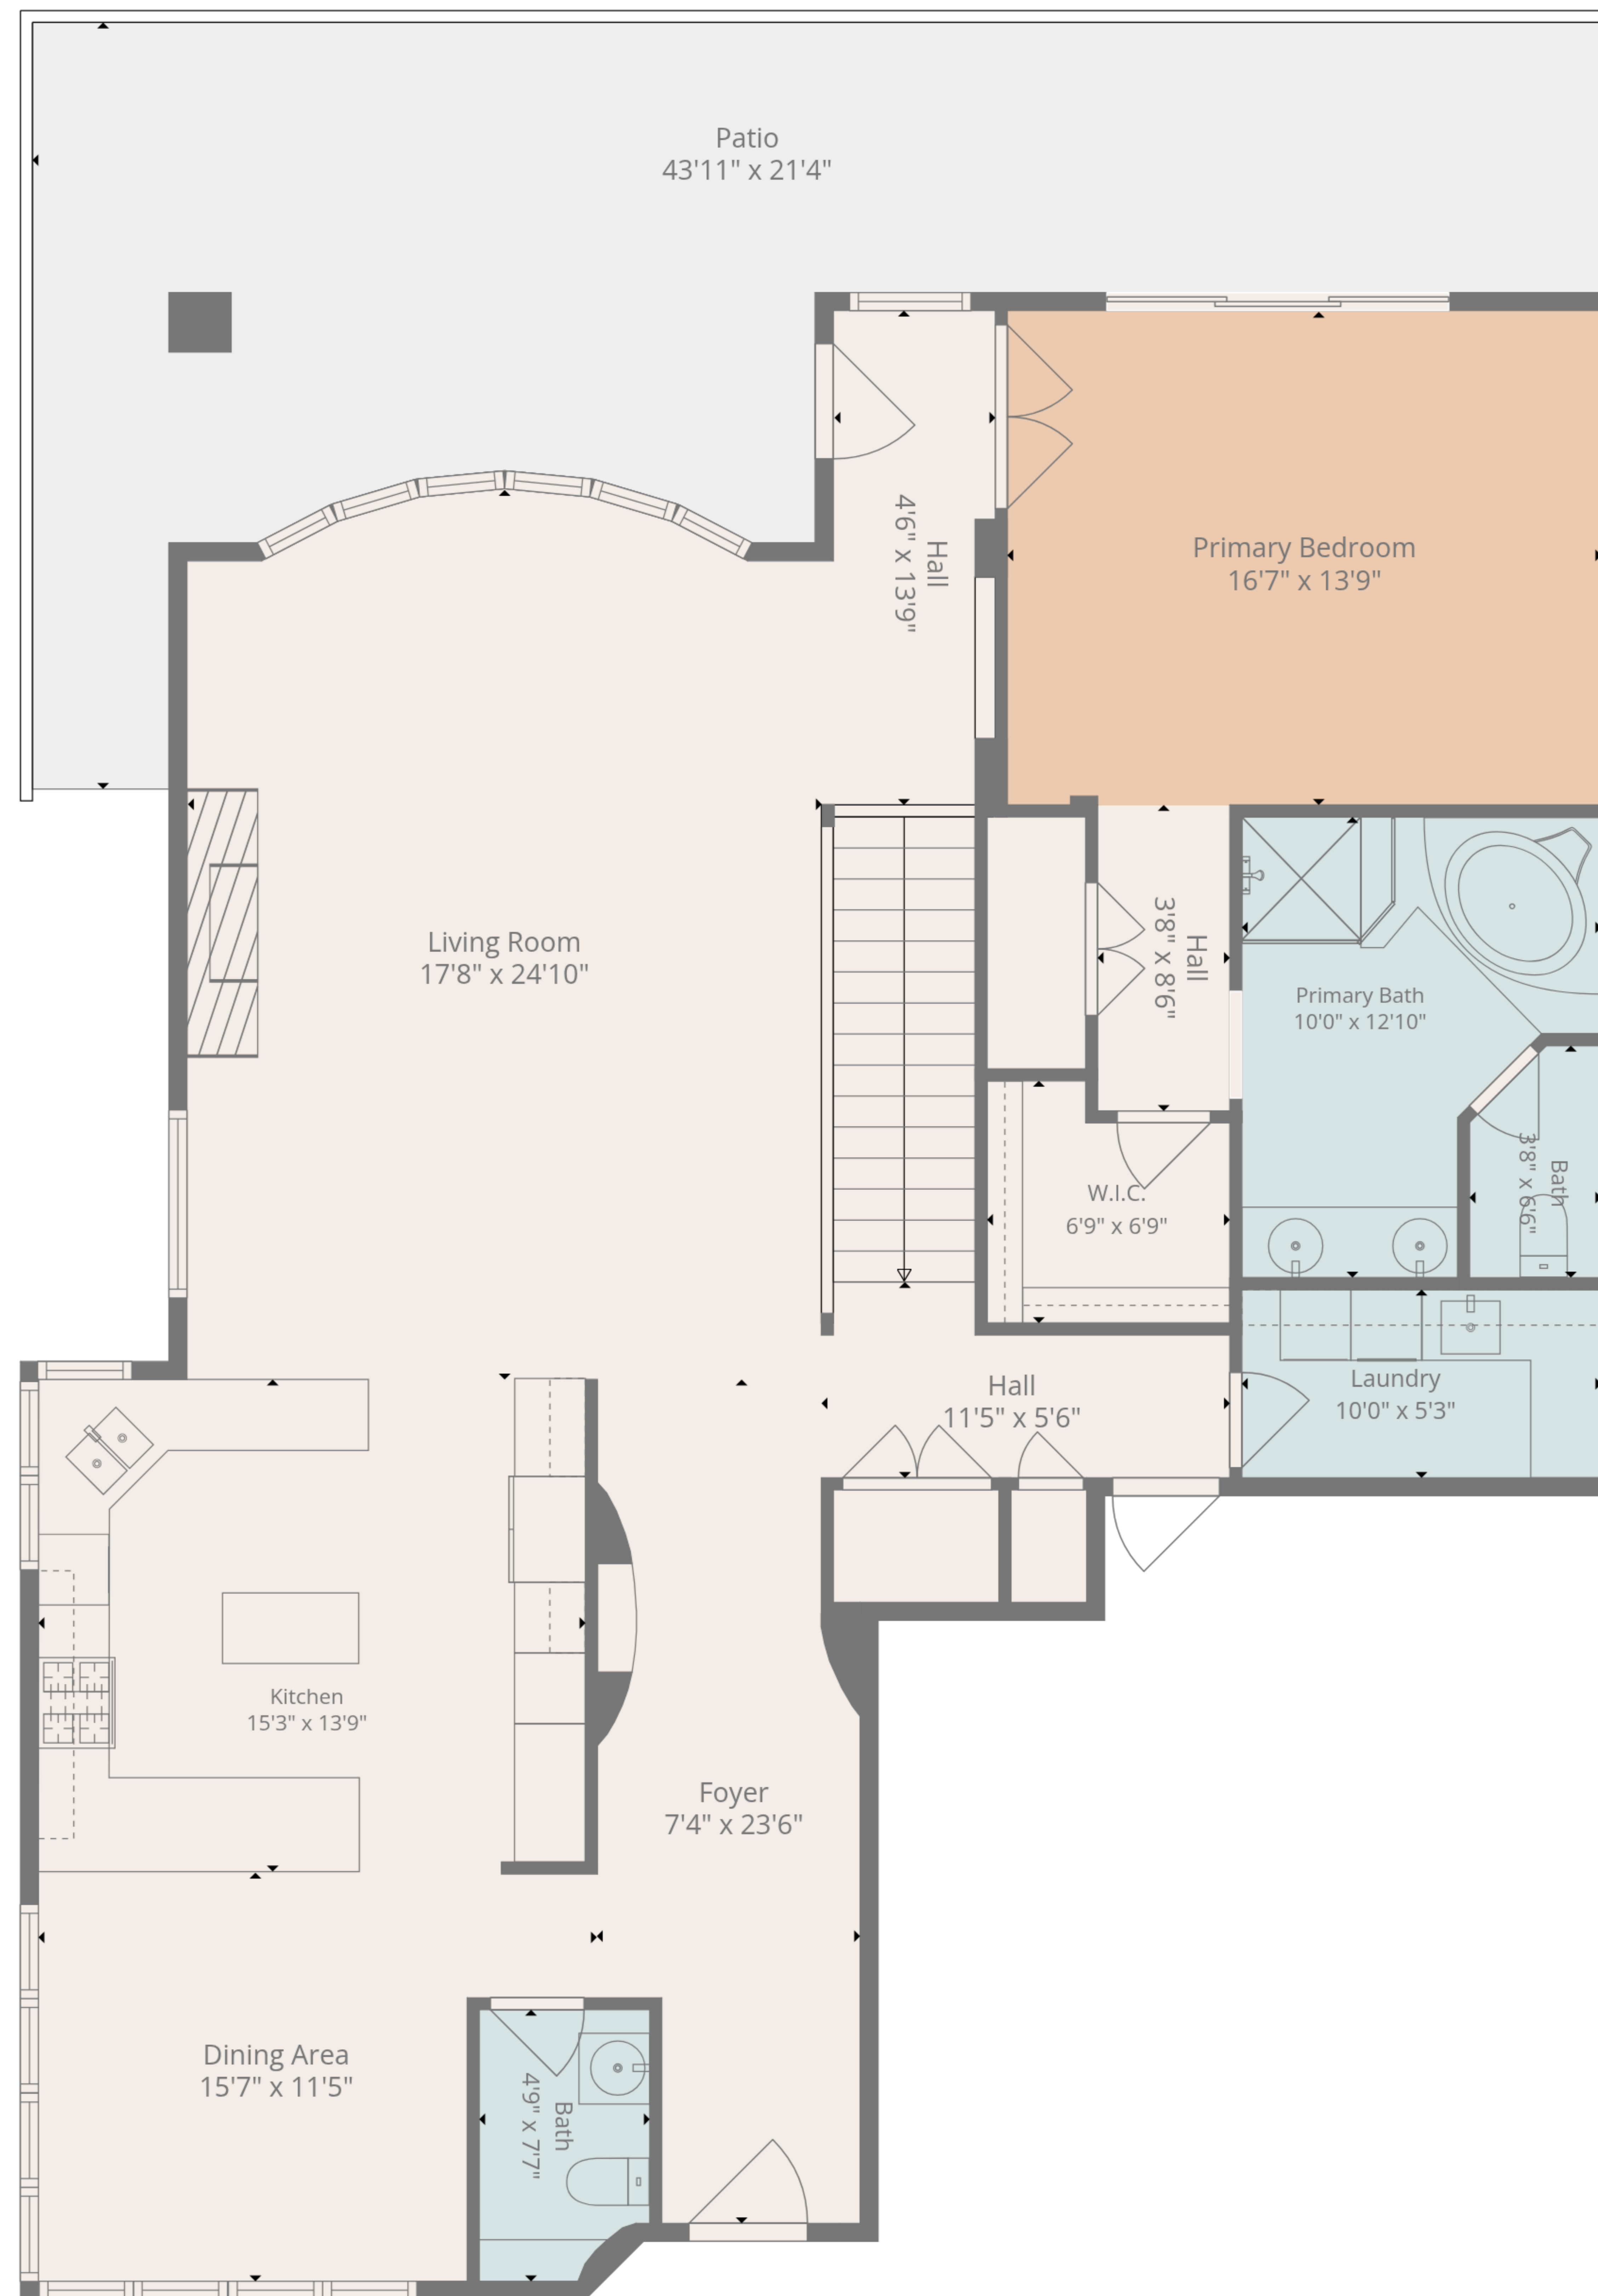 Patio
43'11" x 21'4"
Hall
4'6" x 13'9"
Primary Bedroom
16'7" x 13'9"
Living Room
17'8" x 24'10"
Hall
3'8" x 8'6"
Primary Bath
10'0" x 12'10"
Bath
3'8" x 6'6"
W.I.C.
6'9" x 6'9"
Hall
11'5" x 5'6"
Laundry
10'0" x 5'3"
Kitchen
15'3" x 13'9"
Foyer
7'4" x 23'6"
Dining Area
15'7" x 11'5"
Bath
4'9" x 7'7"